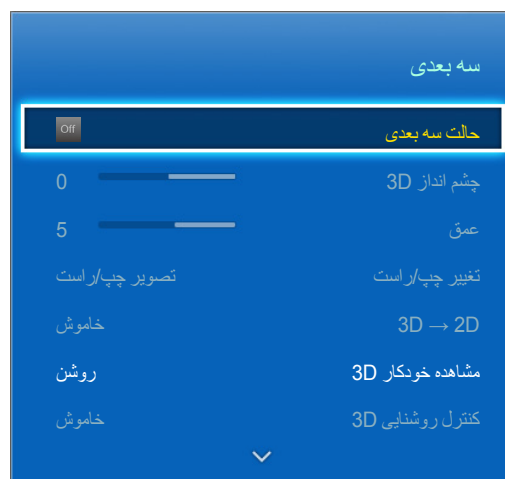 سه بعدی
حالت سه بعدی Off
چشم انداز 3D 0
عمق 5
تغییر چپ/راست تصویر چپ/راست
3D → 2D خاموش
مشاهده خودکار 3D روشن
کنترل روشنایی 3D خاموش